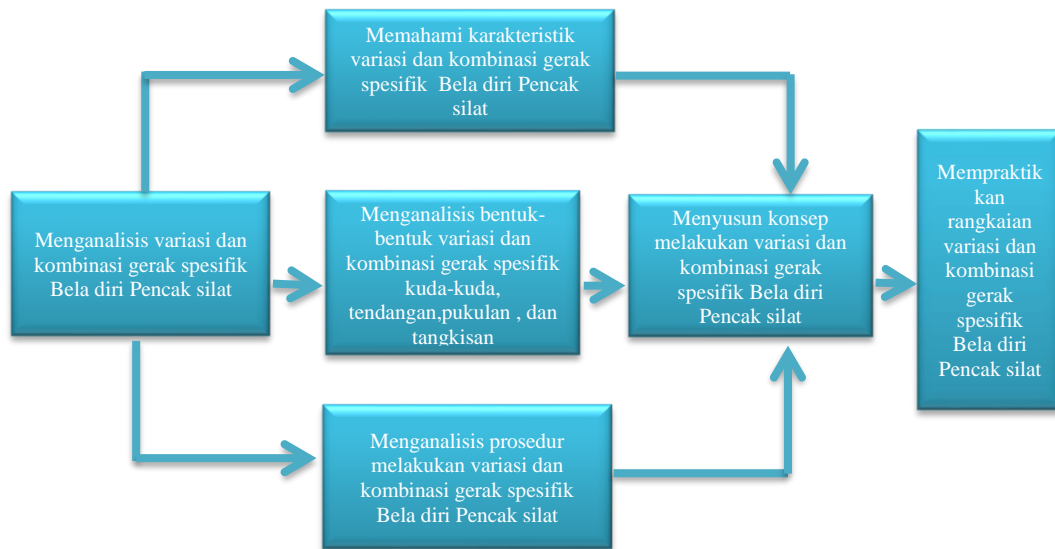 Memahami karakteristik
variasi dan kombinasi gerak
spesifik Bela diri Pencak
silat
Menganalisis variasi dan
kombinasi gerak spesifik
Bela diri Pencak silat
Menganalisis bentuk-
bentuk variasi dan
kombinasi gerak spesifik
kuda-kuda,
tendangan,pukulan , dan
tangkisan
Menganalisis prosedur
melakukan variasi dan
kombinasi gerak spesifik
Bela diri Pencak silat
Menyusun konsep
melakukan variasi dan
kombinasi gerak
spesifik Bela diri
Pencak silat
Mempraktik
kan
rangkaian
variasi dan
kombinasi
gerak
spesifik
Bela diri
Pencak silat